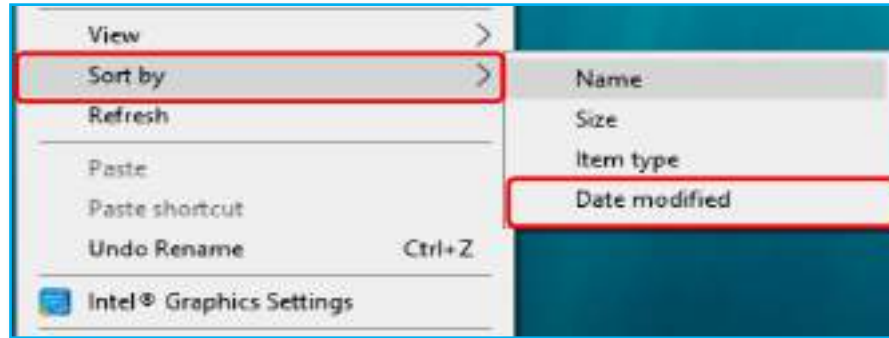 View
Sort by
Refresh
Paste
Paste shortcut
Undo Rename Ctrl+Z
Intel® Graphics Settings
Name
Size
Item type
Date modified